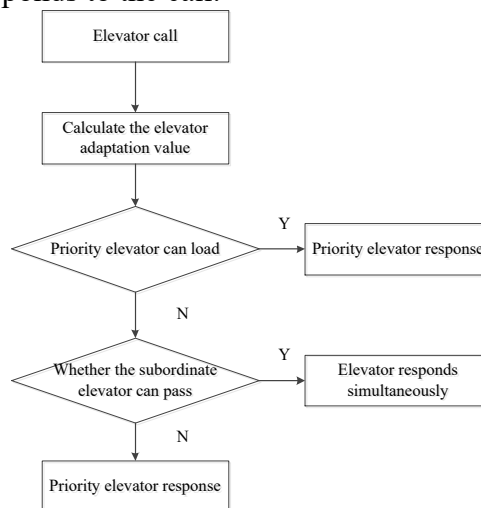 Elevator call
Calculate the elevator
adaptation value
Y
Priority elevator can load
Priority elevator response
N
Y
Whether the subordinate
elevator can pass
Elevator responds
simultaneously
N
Priority elevator response